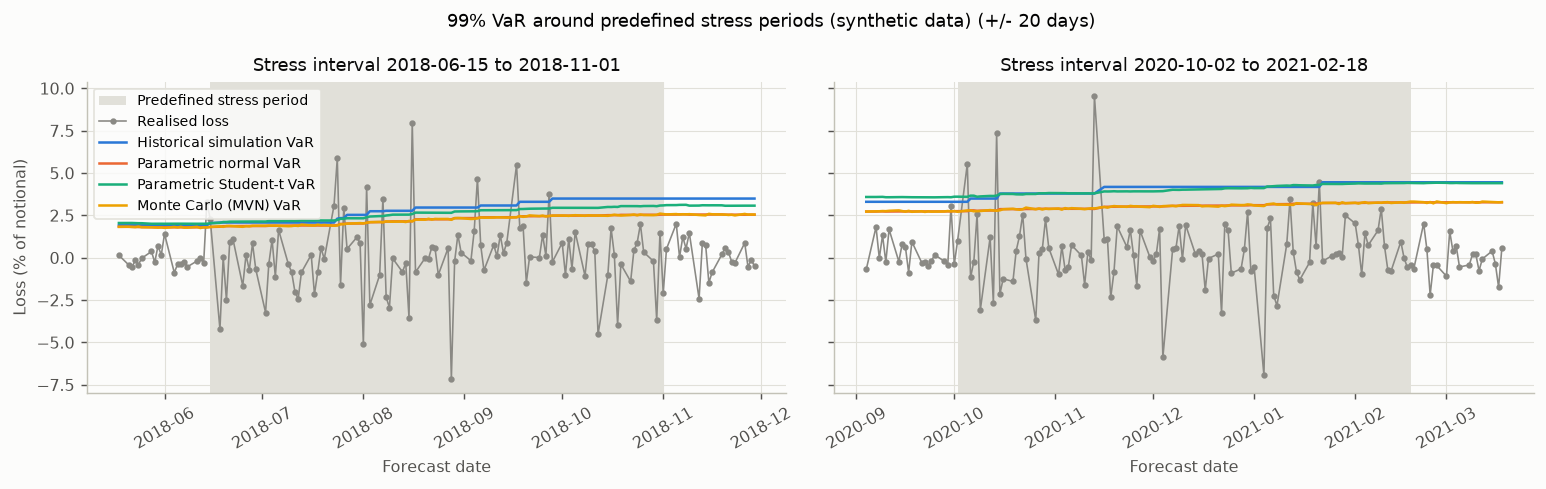 99% VaR around predefined stress periods (synthetic data) (+/- 20 days)
Stress interval 2018-06-15 to 2018-11-01
Loss (% of notional)
10.0
7.5
5.0
2.5
0.0
−2.5
−5.0
−7.5
Predefined stress period
Realised loss
Historical simulation VaR
Parametric normal VaR
Parametric Student-t VaR
Monte Carlo (MVN) VaR
2018-06
2018-07
2018-08
2018-09
2018-10
2018-11
2018-12
Forecast date
Stress interval 2020-10-02 to 2021-02-18
2020-09
2020-10
2020-11
2020-12
2021-01
2021-02
2021-03
Forecast date